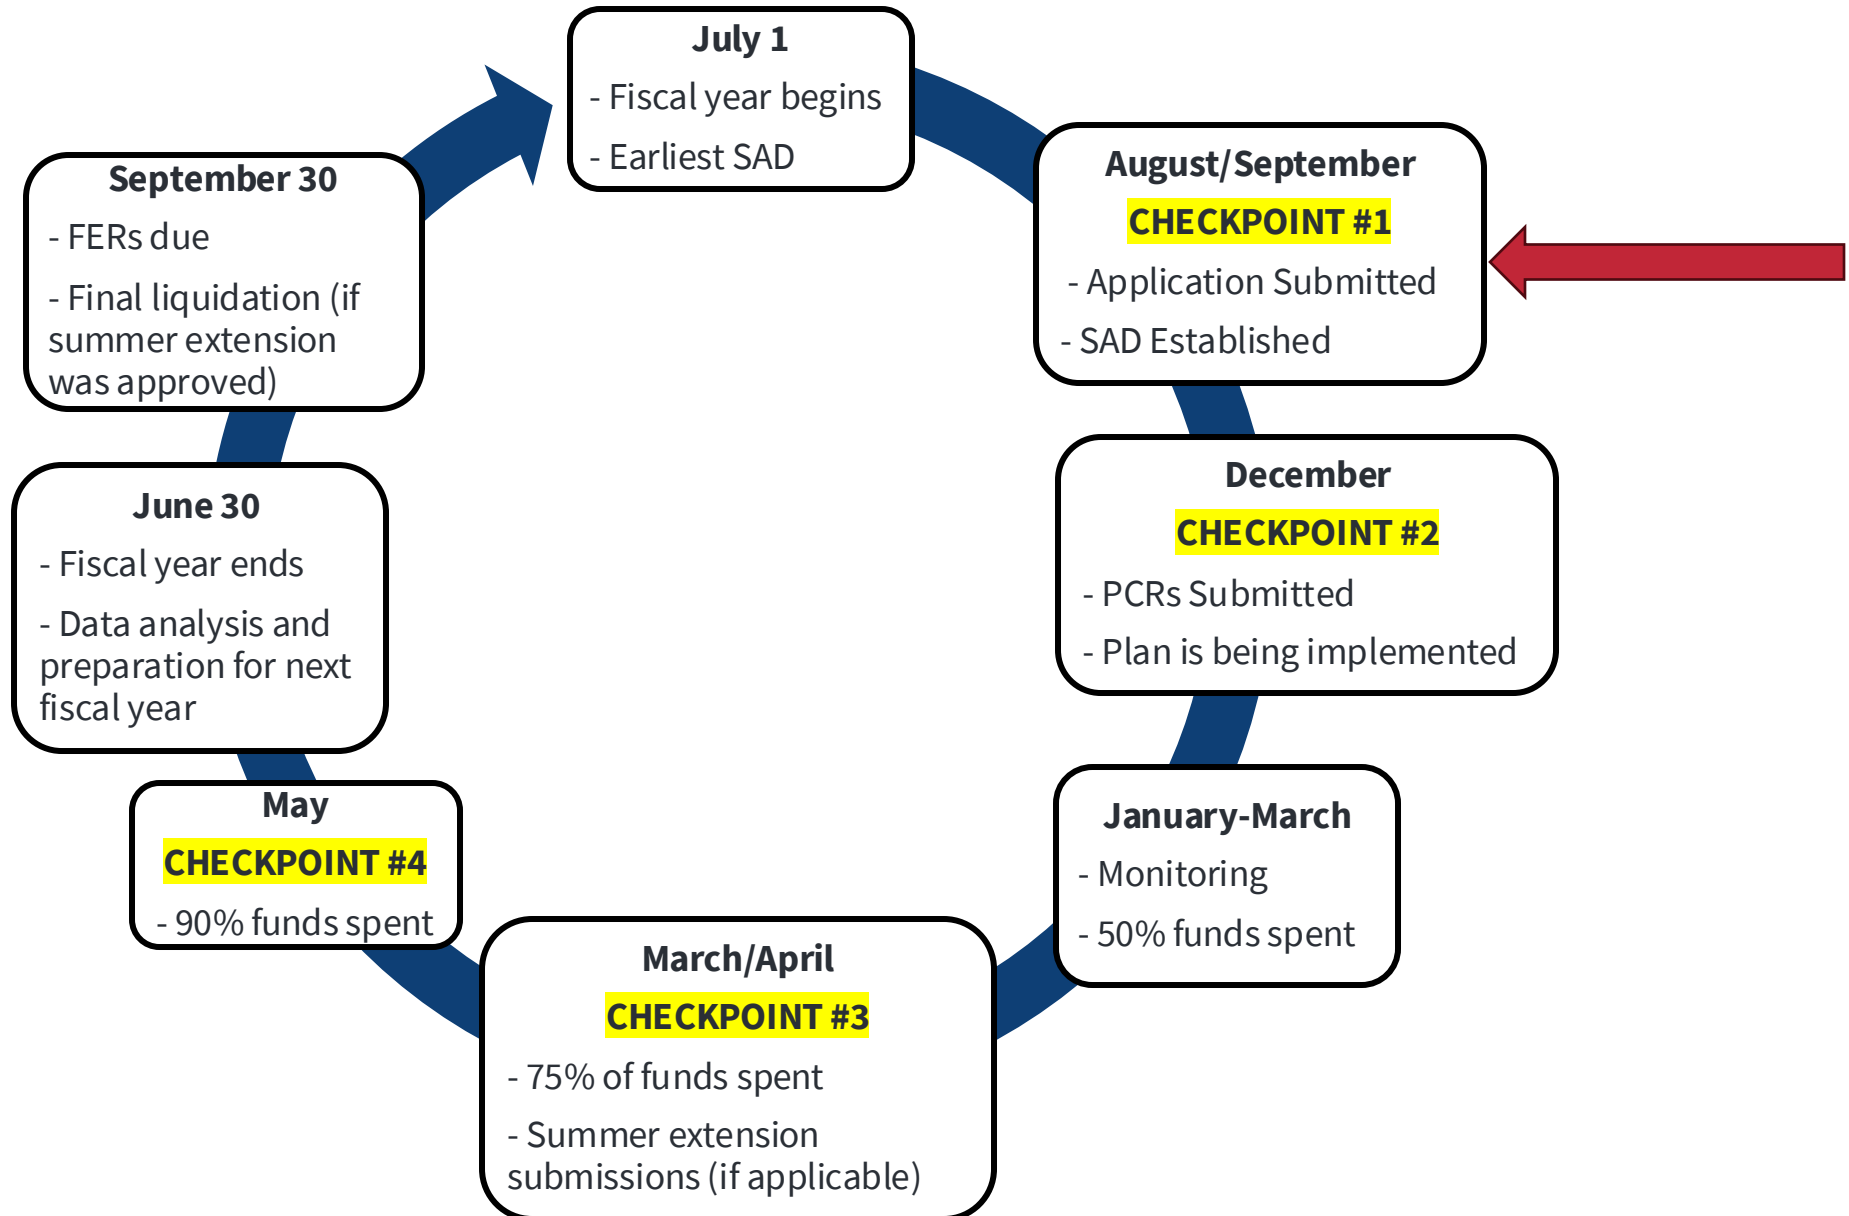 July 1
- Fiscal year begins
- Earliest SAD
August/September
CHECKPOINT #1
- Application Submitted
- SAD Established
December
CHECKPOINT #2
- PCRs Submitted
- Plan is being implemented
January-March
- Monitoring
- 50% funds spent
March/April
CHECKPOINT #3
- 75% of funds spent
- Summer extension
submissions (if applicable)
May
CHECKPOINT #4
- 90% funds spent
June 30
- Fiscal year ends
- Data analysis and
preparation for next
fiscal year
September 30
- FERs due
- Final liquidation (if
summer extension
was approved)